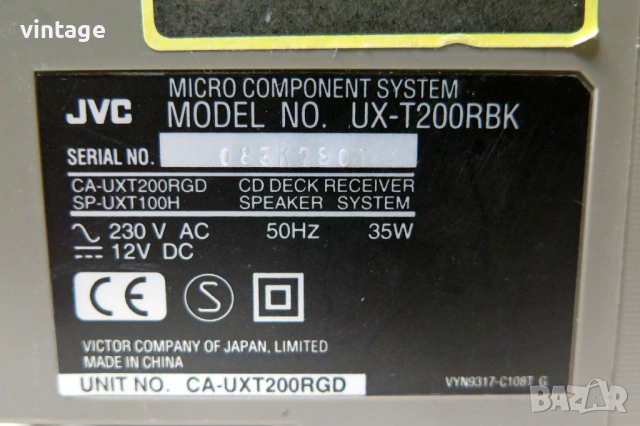 vintage
MICRO COMPONENT SYSTEM
JVC MODEL NO. UX-T200RBK
SERIAL NO.
CA-UXT200RGD CD DECK RECEIVER
SP-UXT100H SPEAKER SYSTEM
230 V AC 50Hz 35W
12V DC
CE S
VICTOR COMPANY OF JAPAN, LIMITED
MADE IN CHINA
UNIT NO. CA-UXT200RGD
VYN9317-C108T G
BAZAR